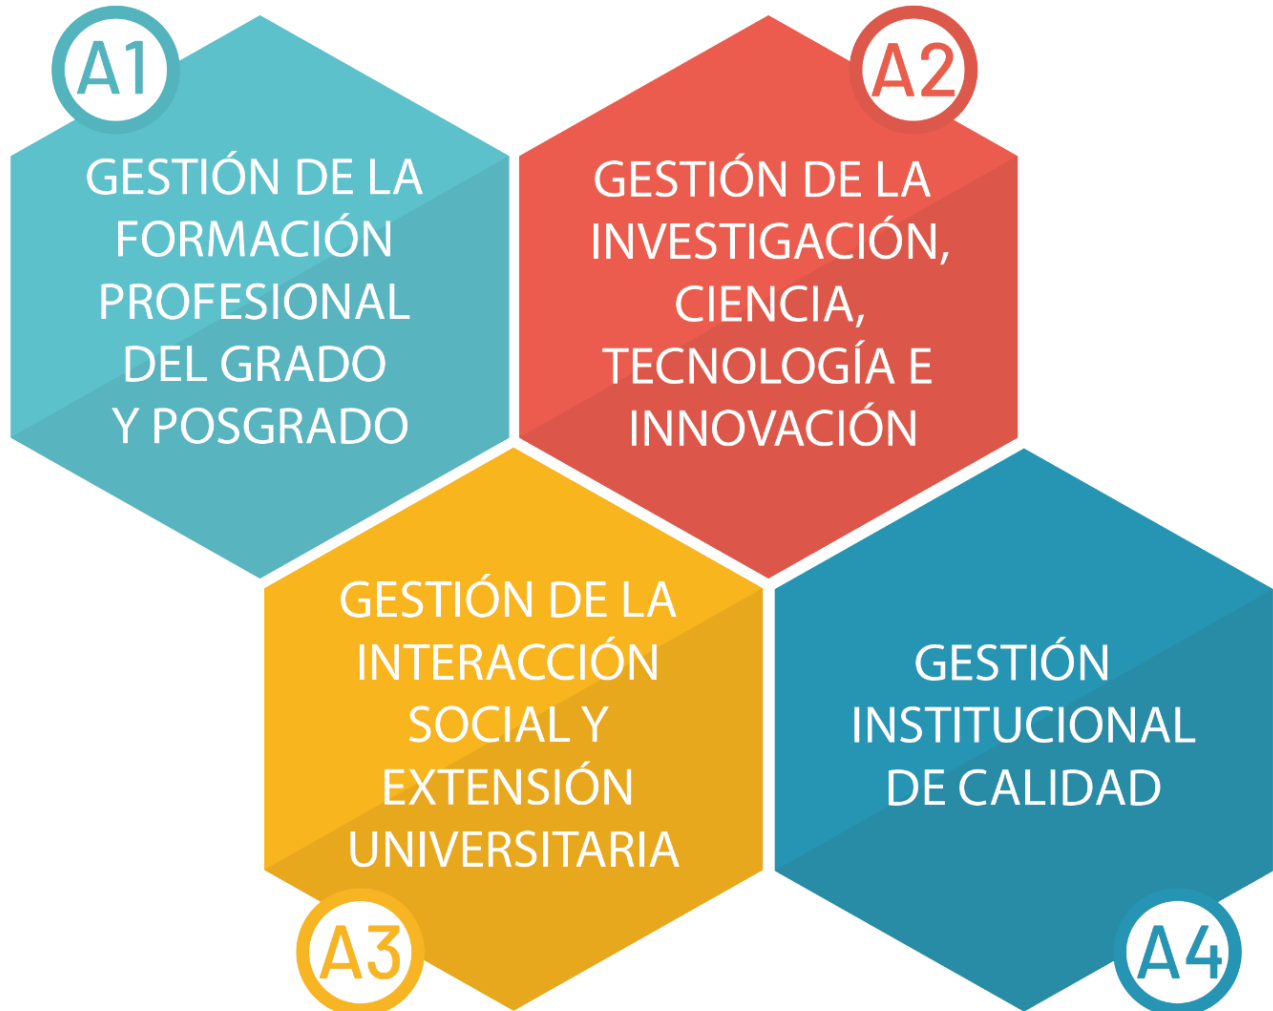 A1
GESTIÓN DE LA
FORMACIÓN
PROFESIONAL
DEL GRADO
Y POSGRADO
A2
GESTIÓN DE LA
INVESTIGACIÓN,
CIENCIA,
TECNOLOGÍA E
INNOVACIÓN
GESTIÓN DE LA
INTERACCIÓN
SOCIAL Y
EXTENSIÓN
UNIVERSITARIA
A3
GESTIÓN
INSTITUCIONAL
DE CALIDAD
A4